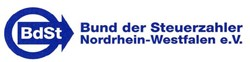 BdSt
Bund der Steuerzahler
Nordrhein-Westfalen e.V.